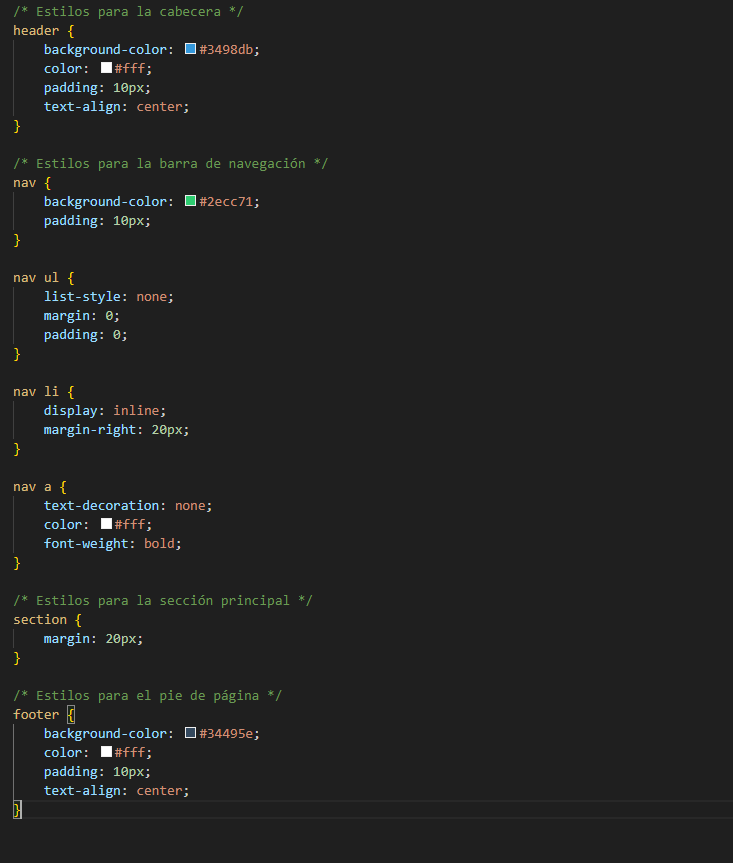 /* Estilos para la cabecera */
header {
    background-color: #3498db;
    color: #fff;
    padding: 10px;
    text-align: center;
}

/* Estilos para la barra de navegación */
nav {
    background-color: #2ecc71;
    padding: 10px;
}

nav ul {
    list-style: none;
    margin: 0;
    padding: 0;
}

nav li {
    display: inline;
    margin-right: 20px;
}

nav a {
    text-decoration: none;
    color: #fff;
    font-weight: bold;
}

/* Estilos para la sección principal */
section {
    margin: 20px;
}

/* Estilos para el pie de página */
footer {
    background-color: #34495e;
    color: #fff;
    padding: 10px;
    text-align: center;
}